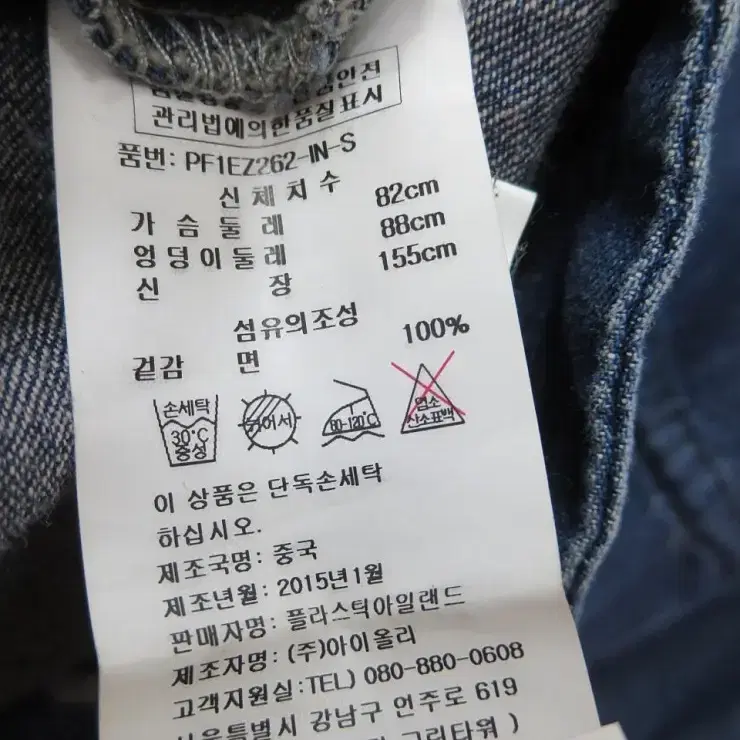 관리법에의한품질표시
품번: PF1EZ262-IN-S
신체치수
가슴둘레 82cm
엉덩이둘레 88cm
신장 155cm
섬유의조성
겉감 면 100%
손세탁 30℃ 중성
뉘어서
80-120℃
염소 산소표백
이 상품은 단독손세탁
하십시오.
제조국명: 중국
제조년월: 2015년1월
판매자명: 플라스틱아일랜드
제조자명: (주)아이올리
고객지원실:TEL) 080-880-0608
서울특별시 강남구 언주로 619